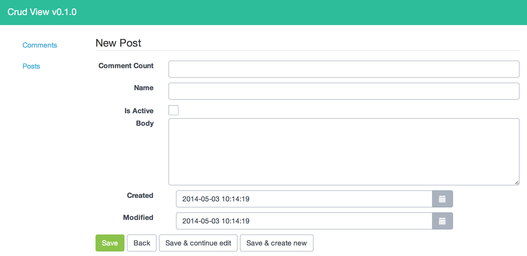 Crud View v0.1.0
Comments
Posts
New Post
Comment Count
Name
Is Active
Body
Created 2014-05-03 10:14:19
Modified 2014-05-03 10:14:19
Save Back Save & continue edit Save & create new